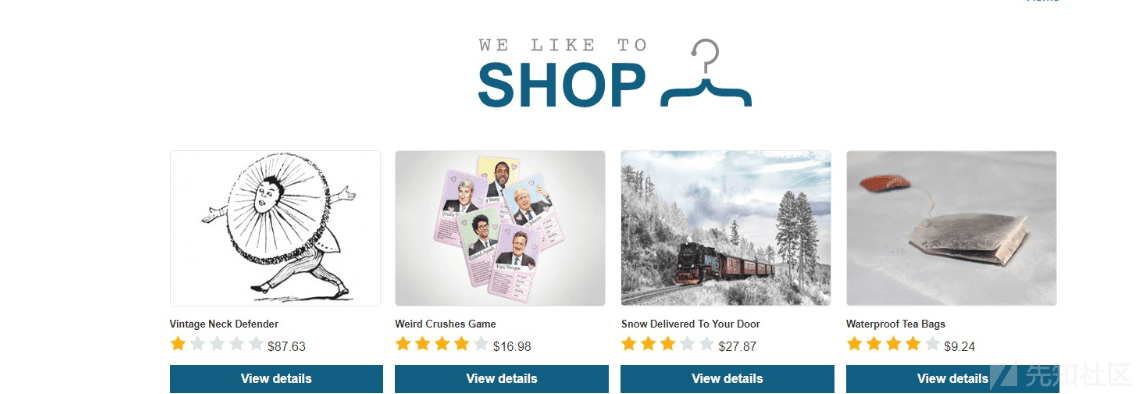 Home
WE LIKE TO
SHOP
Vintage Neck Defender
Weird Crushes Game
Snow Delivered To Your Door
Waterproof Tea Bags
$87.63
$16.98
$27.87
$9.24
View details
View details
View details
View details
先知社区